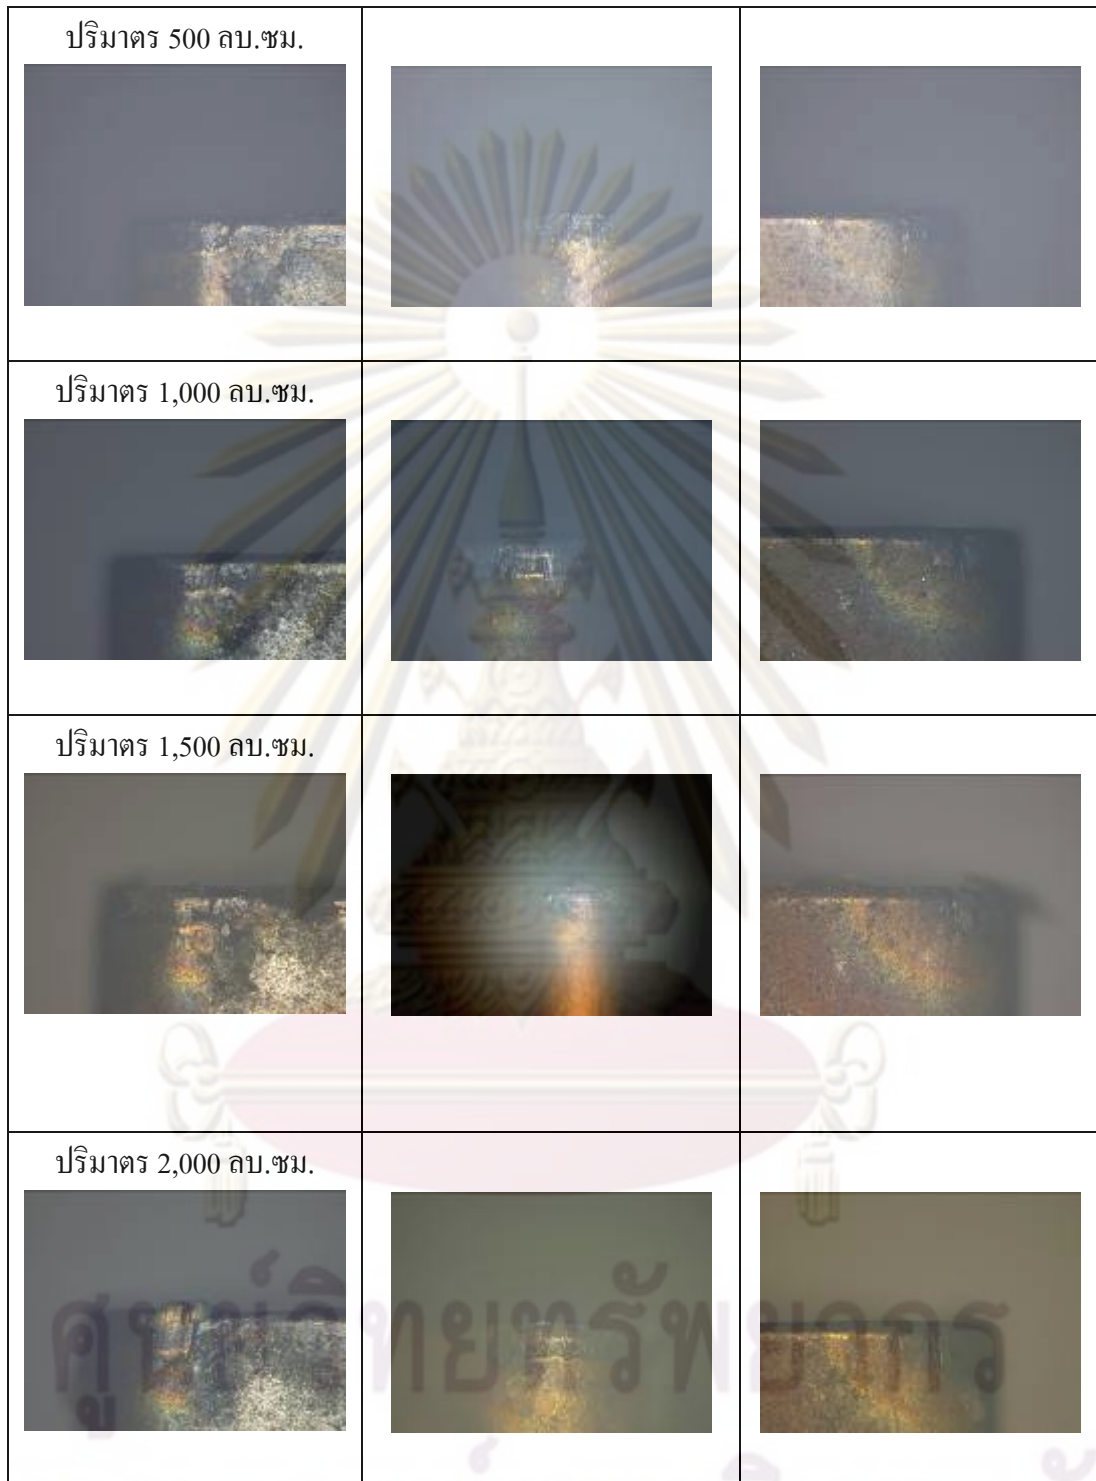 ปริมาตร 500 ลบ.ซม.
ปริมาตร 1,000 ลบ.ซม.
ปริมาตร 1,500 ลบ.ซม.
ปริมาตร 2,000 ลบ.ซม.
ศูนย์วิทยทรัพยากร